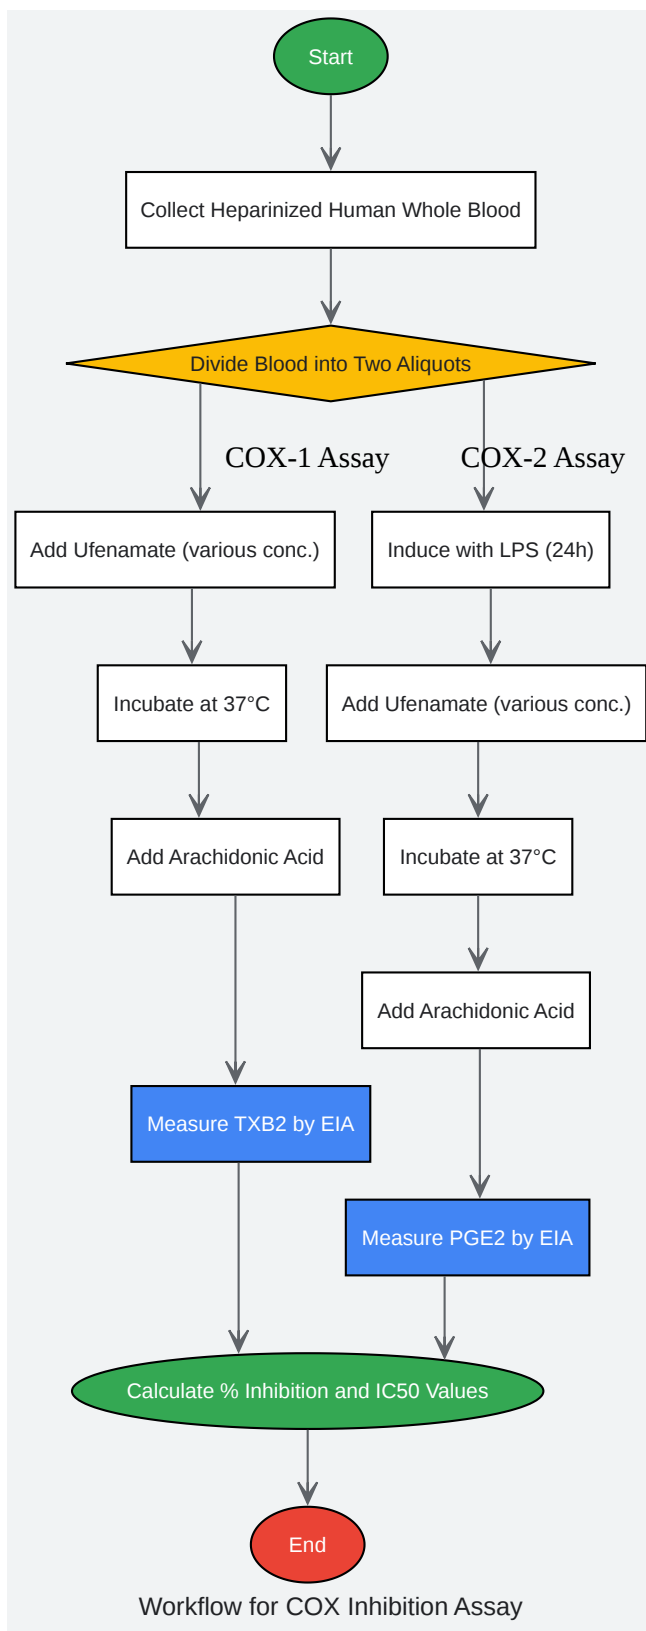 Start
Collect Heparinized Human Whole Blood
Divide Blood into Two Aliquots
COX-1 Assay
COX-2 Assay
Add Ufenamate (various conc.)
Induce with LPS (24h)
Incubate at 37°C
Add Ufenamate (various conc.)
Add Arachidonic Acid
Incubate at 37°C
Add Arachidonic Acid
Measure TXB2 by EIA
Measure PGE2 by EIA
Calculate % Inhibition and IC50 Values
End
Workflow for COX Inhibition Assay